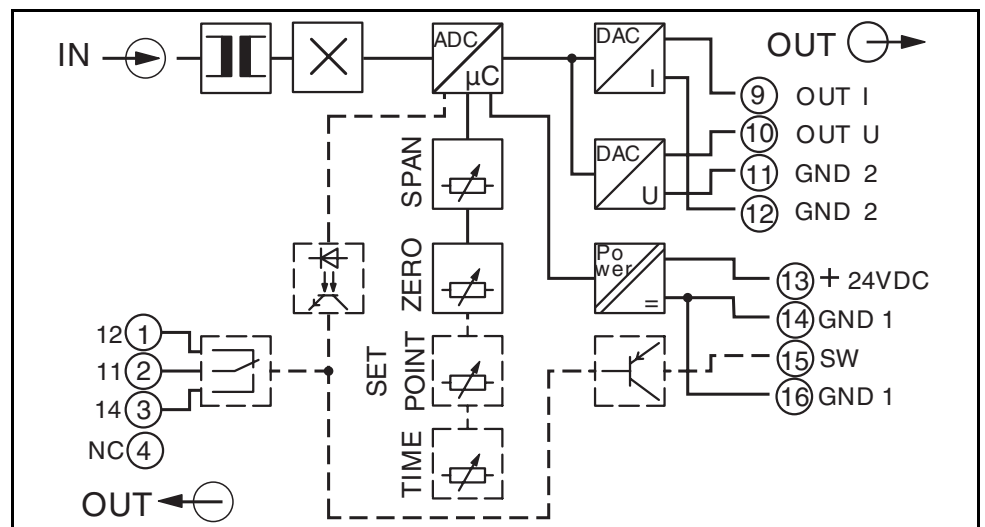 IN
ADC
µC
DAC
I
OUT
9 OUT I
10 OUT U
11 GND 2
12 GND 2
DAC
U
SPAN
ZERO
SET
POINT
TIME
Po
wer
=
13 + 24VDC
14 GND 1
15 SW
16 GND 1
12 1
11 2
14 3
NC 4
OUT